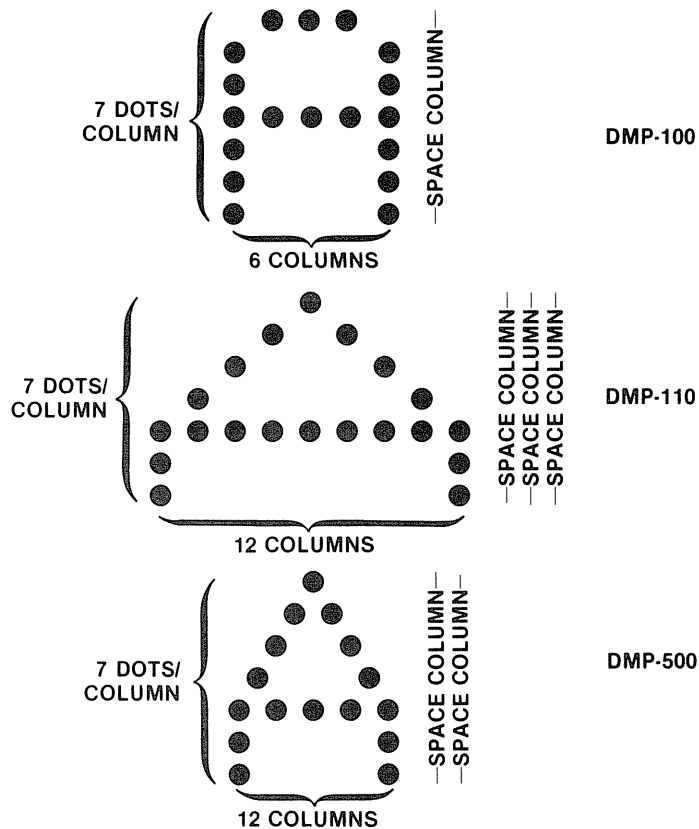 7 DOTS/
COLUMN
—SPACE COLUMN—
DMP-100
6 COLUMNS
7 DOTS/
COLUMN
—SPACE COLUMN—
—SPACE COLUMN—
—SPACE COLUMN—
DMP-110
12 COLUMNS
7 DOTS/
COLUMN
—SPACE COLUMN—
—SPACE COLUMN—
DMP-500
12 COLUMNS